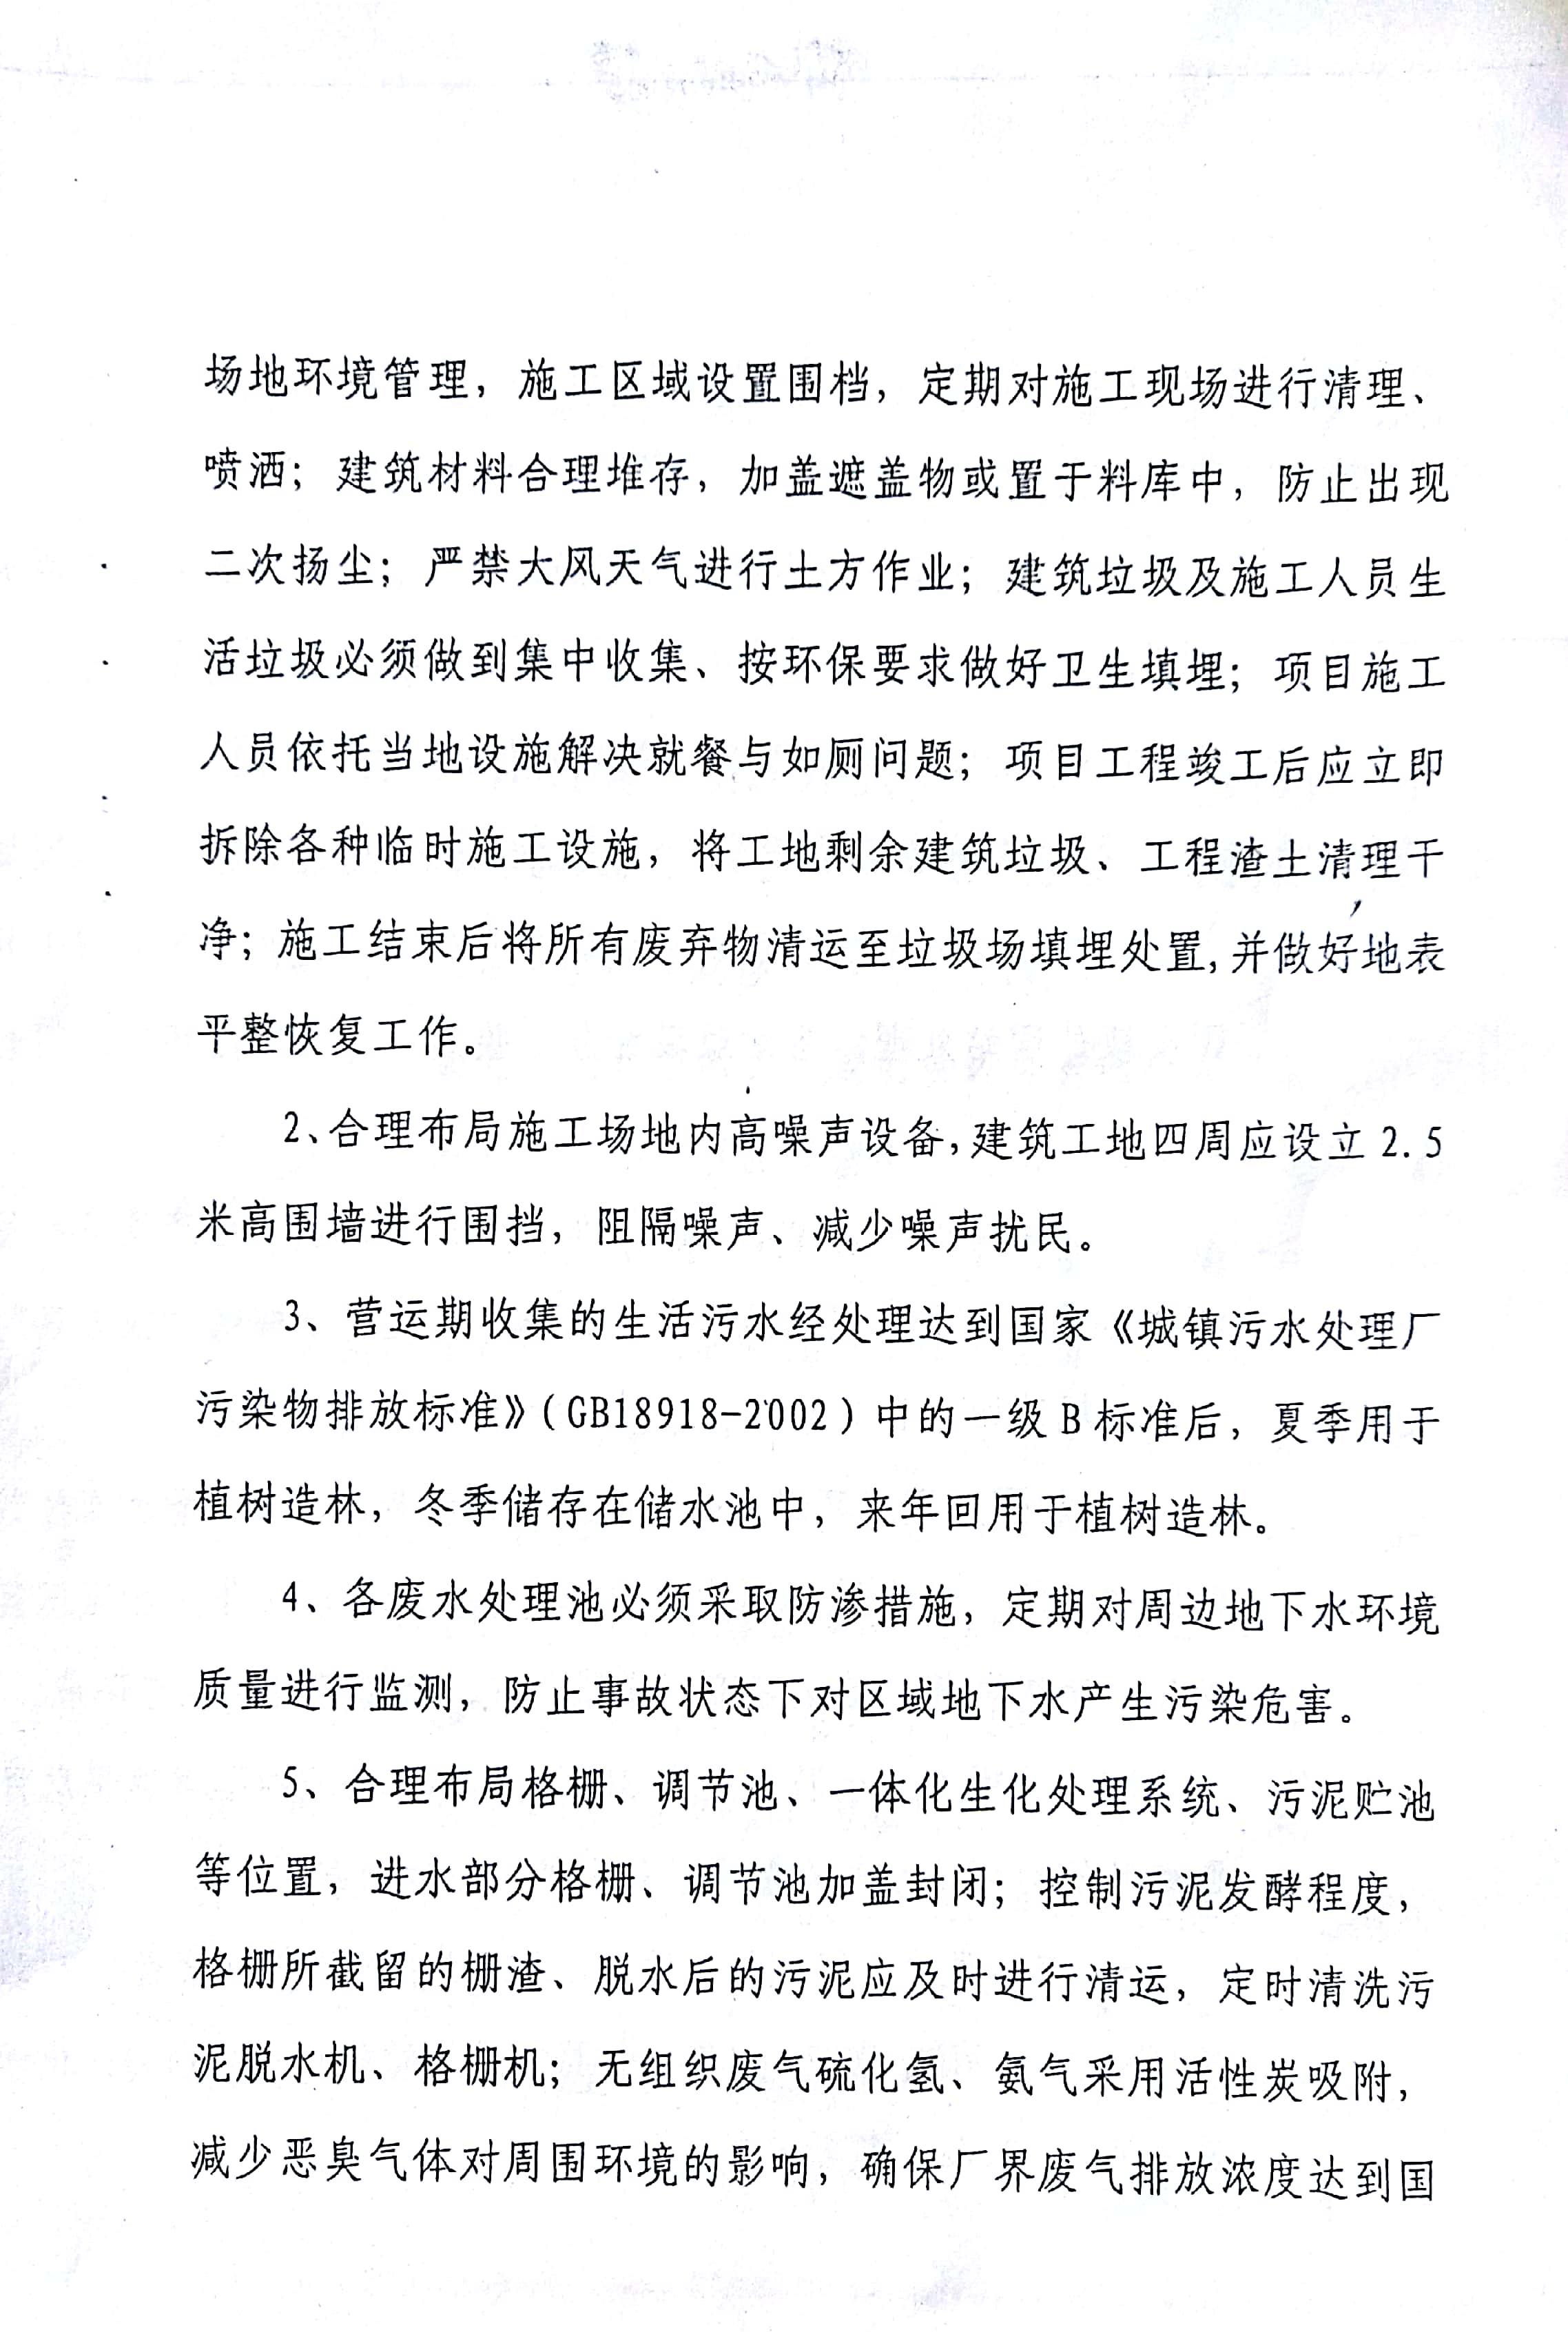 场地环境管理，施工区域设置围档，定期对施工现场进行清理、
喷洒；建筑材料合理堆存，加盖遮盖物或置于料库中，防止出现
二次扬尘；严禁大风天气进行土方作业；建筑垃圾及施工人员生
活垃圾必须做到集中收集、按环保要求做好卫生填埋；项目施工
人员依托当地设施解决就餐与如厕问题；项目工程竣工后应立即
拆除各种临时施工设施，将工地剩余建筑垃圾、工程渣土清理干
净；施工结束后将所有废弃物清运至垃圾场填埋处置,并做好地表
平整恢复工作。
2、合理布局施工场地内高噪声设备,建筑工地四周应设立2.5
米高围墙进行围挡，阻隔噪声、减少噪声扰民。
3、营运期收集的生活污水经处理达到国家《城镇污水处理厂
污染物排放标准》（GB18918-2002）中的一级B标准后，夏季用于
植树造林，冬季储存在储水池中，来年回用于植树造林。
4、各废水处理池必须采取防渗措施，定期对周边地下水环境
质量进行监测，防止事故状态下对区域地下水产生污染危害。
5、合理布局格栅、调节池、一体化生化处理系统、污泥贮池
等位置，进水部分格栅、调节池加盖封闭；控制污泥发酵程度，
格栅所截留的栅渣、脱水后的污泥应及时进行清运，定时清洗污
泥脱水机、格栅机；无组织废气硫化氢、氨气采用活性炭吸附，
减少恶臭气体对周围环境的影响，确保厂界废气排放浓度达到国